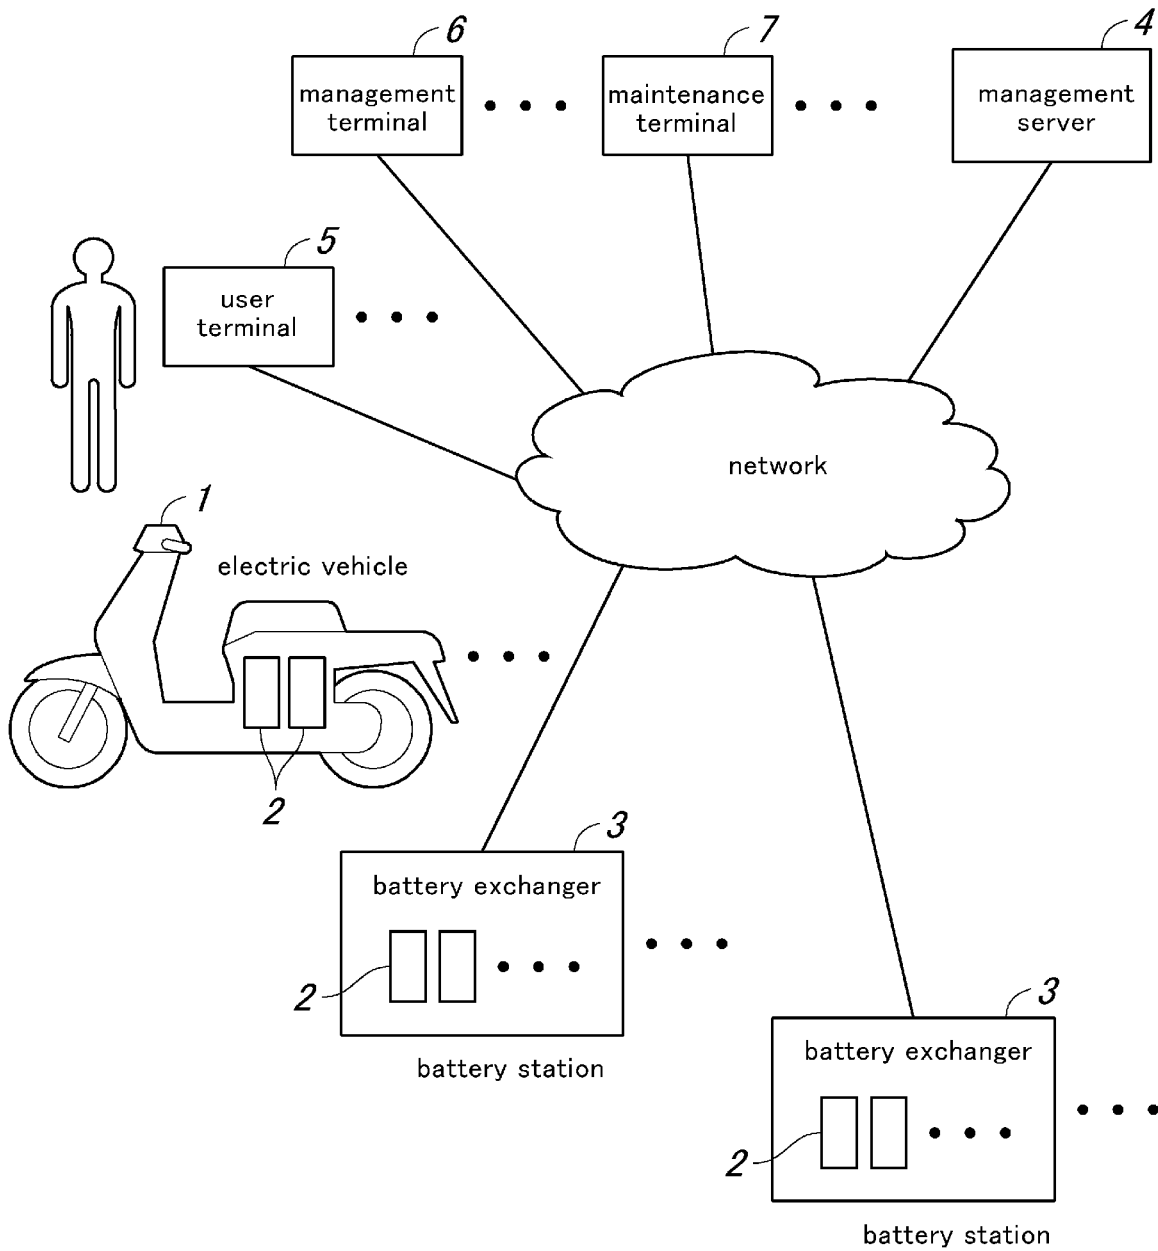 6
7
4
management
terminal
maintenance
terminal
management
server
5
user
terminal
network
1
electric vehicle
2
3
battery exchanger
2
battery station
3
battery exchanger
2
battery station